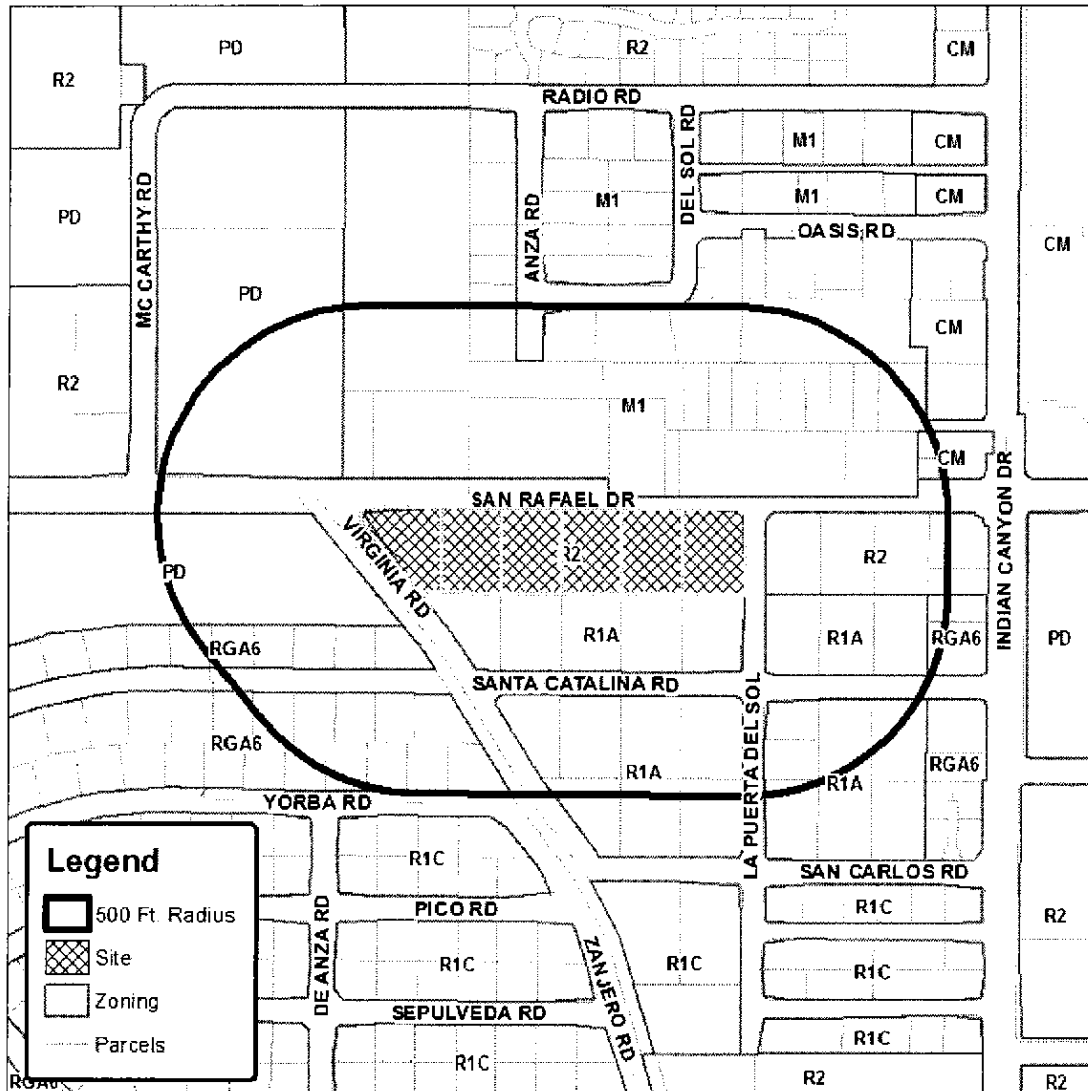 PD
R2
CM
R2
RADIO RD
M1
CM
DEL SOL RD
M1
CM
M1
ANZA RD
PD
MC CARTHY RD
OASIS RD
CM
PD
CM
R2
M1
CM
SAN RAFAEL DR
INDIAN CANYON DR
VIRGINIA RD
R2
R2
PD
R1A
R1A
RGA6
PD
RGA6
SANTA CATALINA RD
LA PUERTA DEL SOL
RGA6
R1A
R1A
RGA6
YORBA RD
R1C
SAN CARLOS RD
PICO RD
R1C
R2
DE ANZA RD
R1C
ZANJERO RD
R1C
R1C
SEPULVEDA RD
R1C
R1C
R2
R2
RGA6
Legend
500 Ft. Radius
Site
Zoning
Parcels